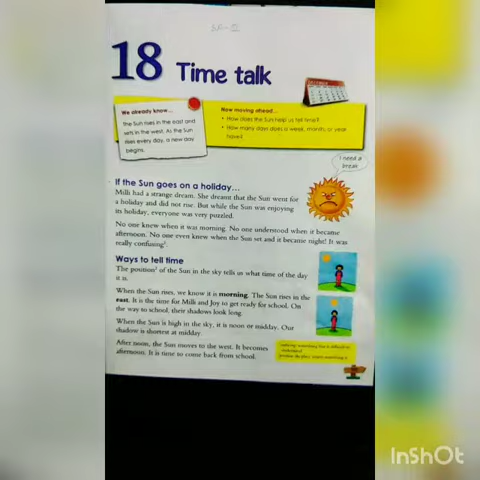 18 Time talk
We already know...
The Sun rises in the east and
sets in the west. As the Sun
rises every day, a new day
begins.
Now moving ahead...
• How does the Sun help us tell time?
• How many days does a week, month, or year
have?
I need a
break
If the Sun goes on a holiday...
Milli had a strange dream. She dreamt that the Sun went for
a holiday and did not rise. But while the Sun was enjoying
its holiday, everyone was very puzzled.
No one knew when it was morning. No one understood when it became
afternoon. No one even knew when the Sun set and it became night! It was
really confusing¹.
Ways to tell time
The position² of the Sun in the sky tells us what time of the day
it is.
When the Sun rises, we know it is morning. The Sun rises in the
east. It is the time for Milli and Joy to get ready for school. On
the way to school, their shadows look long.
When the Sun is high in the sky, it is noon or midday. Our
shadow is shortest at midday.
After noon, the Sun moves to the west. It becomes
afternoon. It is time to come back from school.
something that is difficult to
understand
InShOt